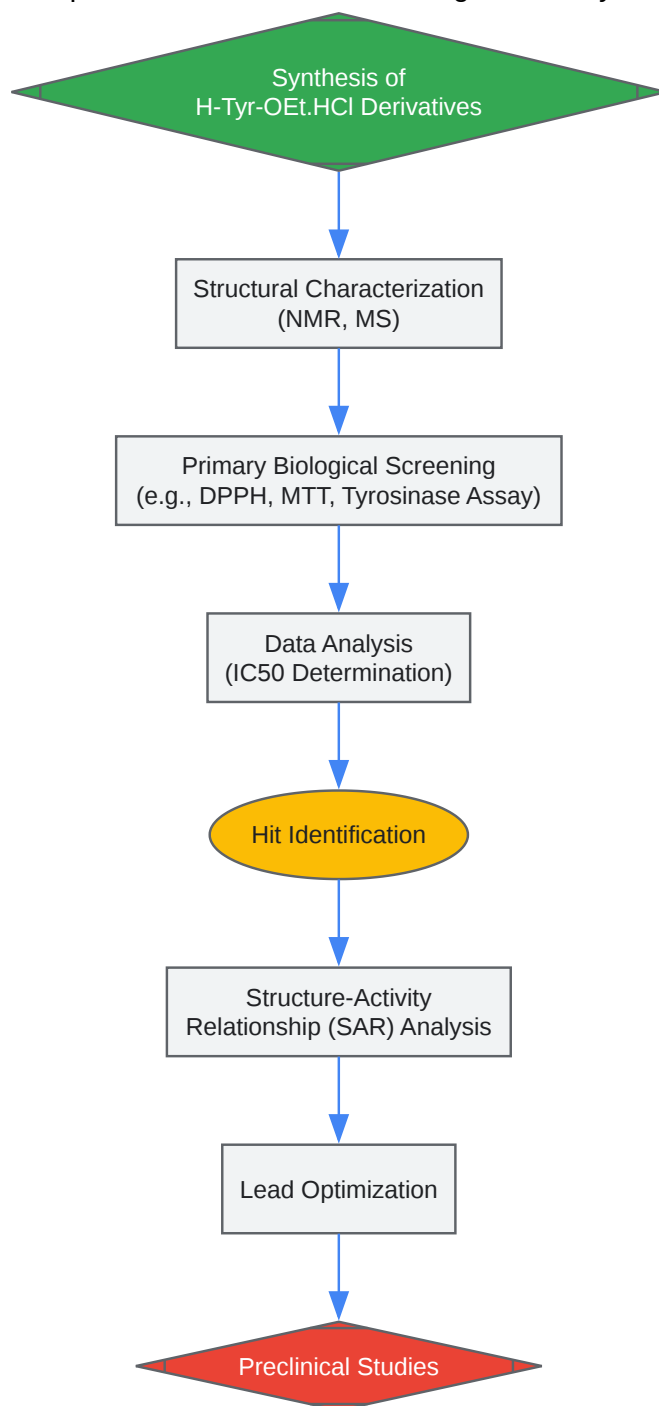 Synthesis of
H-Tyr-OEt.HCl Derivatives
Structural Characterization
(NMR, MS)
Primary Biological Screening
(e.g., DPPH, MTT, Tyrosinase Assay)
Data Analysis
(IC50 Determination)
Hit Identification
Structure-Activity
Relationship (SAR) Analysis
Lead Optimization
Preclinical Studies